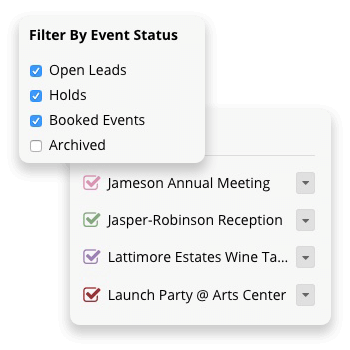 Filter By Event Status
Open Leads
Holds
Booked Events
Archived
Jameson Annual Meeting
Jasper-Robinson Reception
Lattimore Estates Wine Ta...
Launch Party @ Arts Center